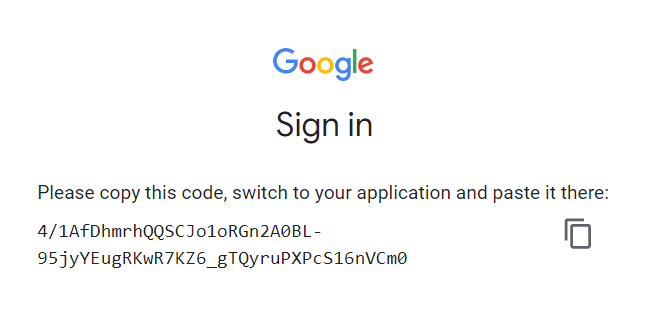 Google
Sign in
Please copy this code, switch to your application and paste it there:
4/1AfDhmrhQQSCJo1oRGn2A0BL-
95jyYEugRKwR7KZ6_gTQyruPXPcS16nVCm0